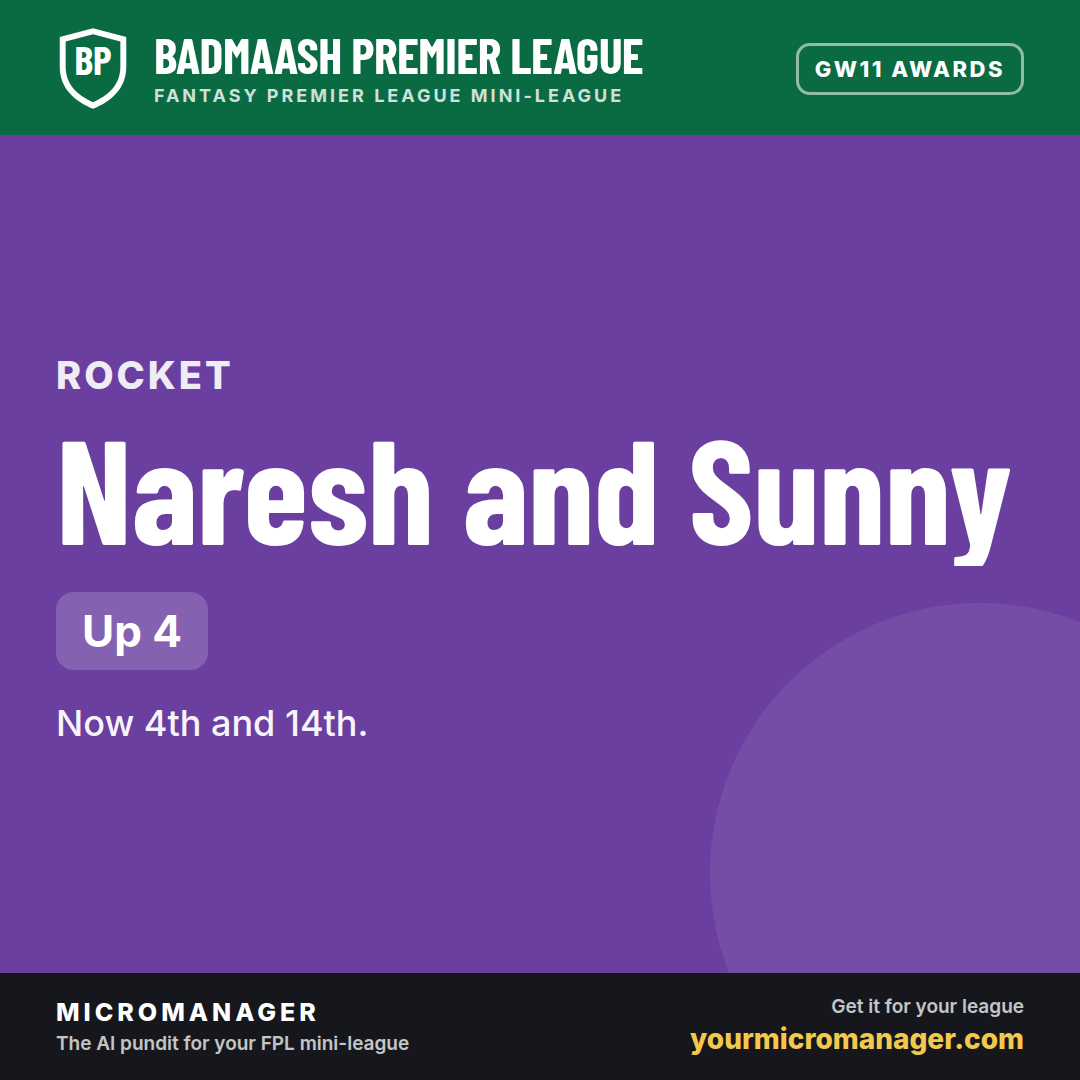 BP
BADMAASH PREMIER LEAGUE
FANTASY PREMIER LEAGUE MINI-LEAGUE
GW11 AWARDS
ROCKET
Naresh and Sunny
Up 4
Now 4th and 14th.
MICROMANAGER
The AI pundit for your FPL mini-league
Get it for your league
yourmicromanager.com